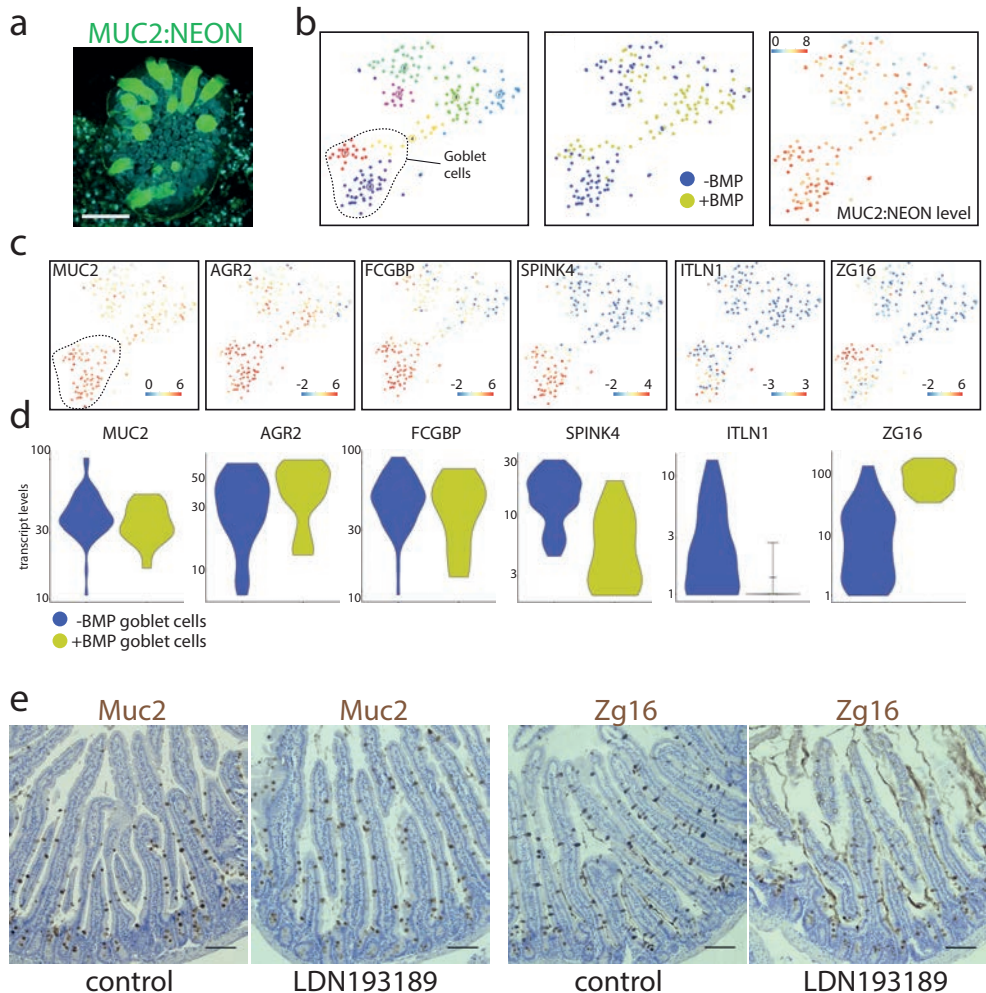 a
MUC2:NEON
b
Goblet
cells
-BMP
+BMP
0 8
MUC2:NEON level
c
MUC2
0 6
AGR2
-2 6
FCGBP
-2 6
SPINK4
-2 4
ITLN1
-3 3
ZG16
-2 6
d
MUC2
AGR2
FCGBP
SPINK4
ITLN1
ZG16
transcript levels
100
30
10
50
30
10
100
30
10
30
10
3
10
3
1
100
10
1
-BMP goblet cells
+BMP goblet cells
e
Muc2
Muc2
Zg16
Zg16
control
LDN193189
control
LDN193189